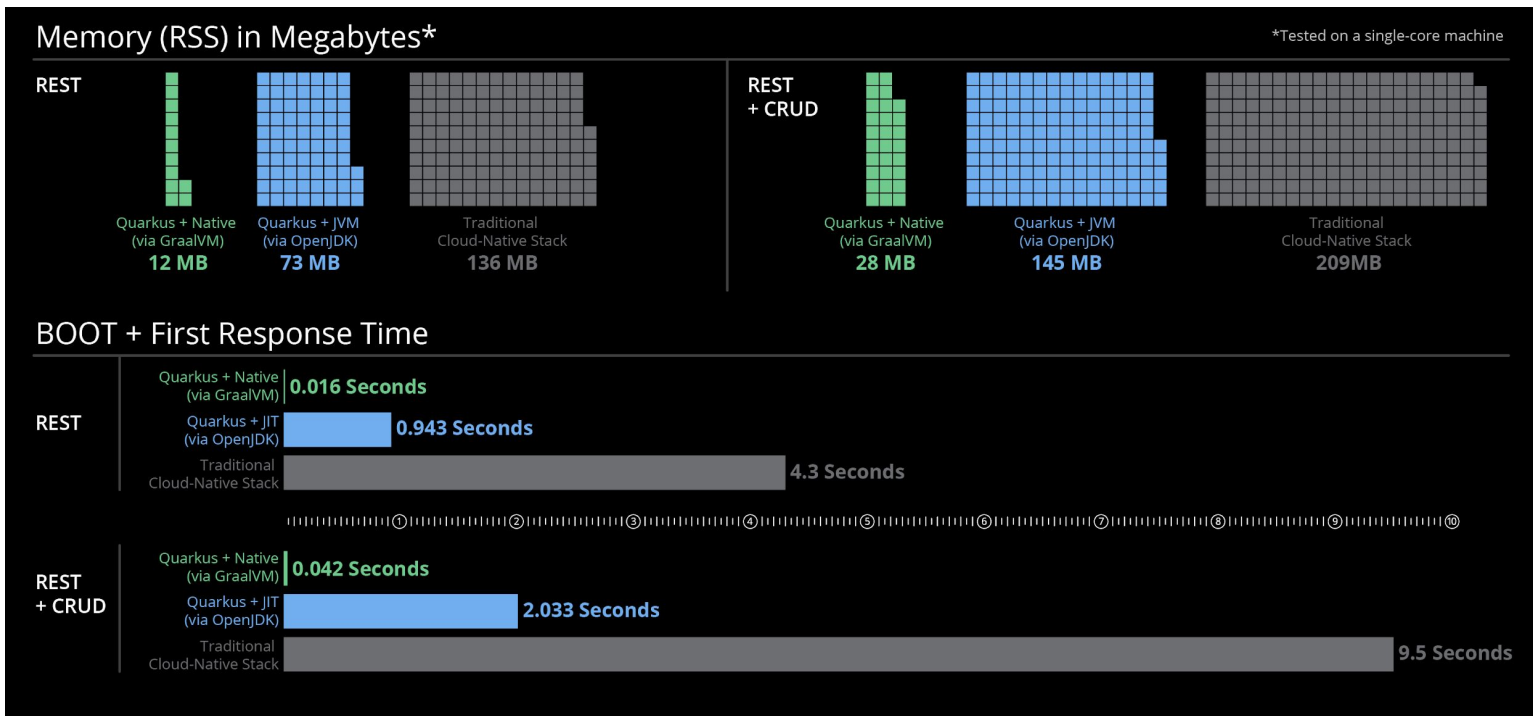 Memory (RSS) in Megabytes*
*Tested on a single-core machine
REST
Quarkus + Native
(via GraalVM)
12 MB
Quarkus + JVM
(via OpenJDK)
73 MB
Traditional
Cloud-Native Stack
136 MB
REST
+ CRUD
Quarkus + Native
(via GraalVM)
28 MB
Quarkus + JVM
(via OpenJDK)
145 MB
Traditional
Cloud-Native Stack
209MB
BOOT + First Response Time
REST
Quarkus + Native
(via GraalVM)
0.016 Seconds
Quarkus + JIT
(via OpenJDK)
0.943 Seconds
Traditional
Cloud-Native Stack
4.3 Seconds
1 2 3 4 5 6 7 8 9 10
REST
+ CRUD
Quarkus + Native
(via GraalVM)
0.042 Seconds
Quarkus + JIT
(via OpenJDK)
2.033 Seconds
Traditional
Cloud-Native Stack
9.5 Seconds